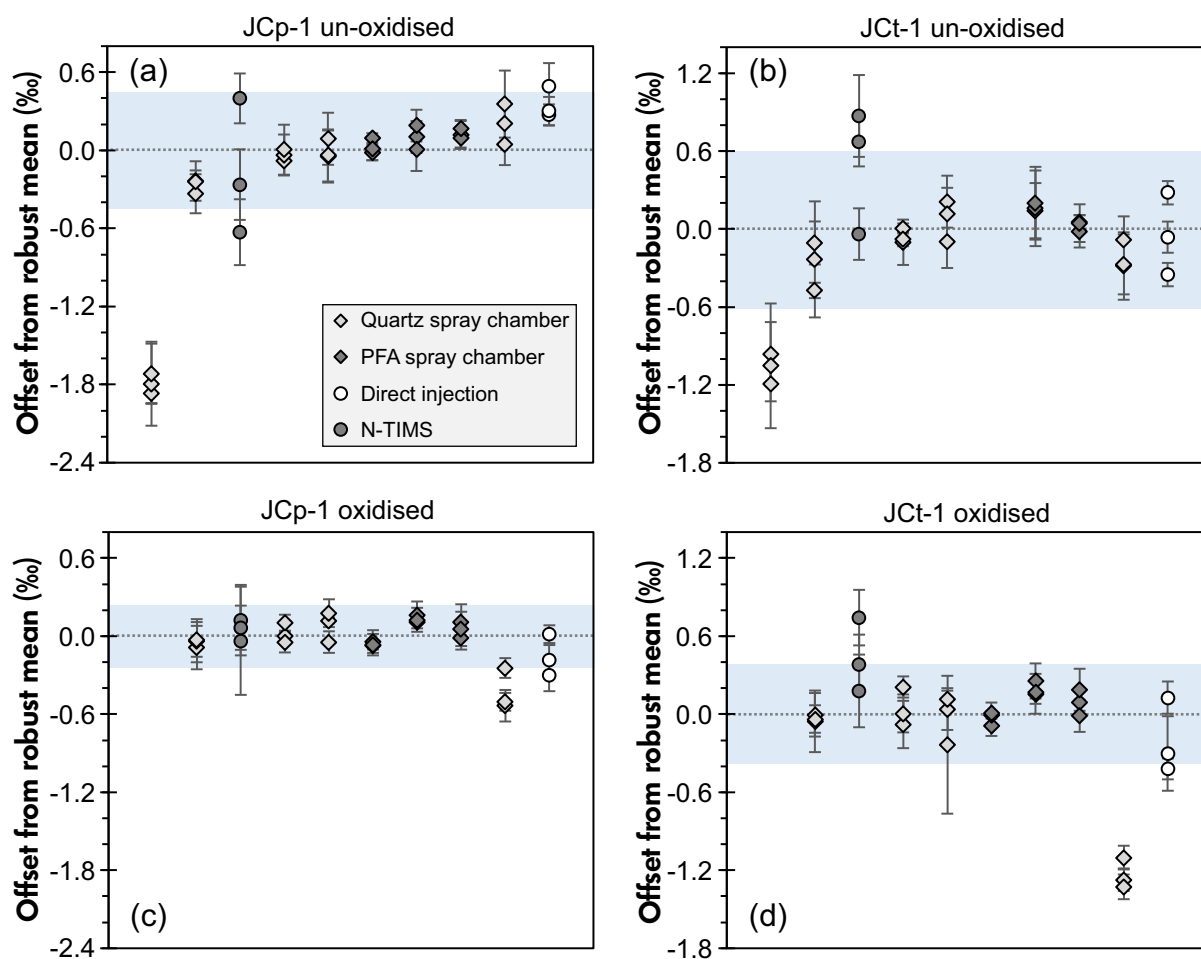 JCp-1 un-oxidised
(a)
Offset from robust mean (‰)
0.6
0.0
-0.6
-1.2
-1.8
-2.4
Quartz spray chamber
PFA spray chamber
Direct injection
N-TIMS
JCt-1 un-oxidised
(b)
Offset from robust mean (‰)
1.2
0.6
0.0
-0.6
-1.2
-1.8
JCp-1 oxidised
(c)
Offset from robust mean (‰)
0.6
0.0
-0.6
-1.2
-1.8
-2.4
JCt-1 oxidised
(d)
Offset from robust mean (‰)
1.2
0.6
0.0
-0.6
-1.2
-1.8